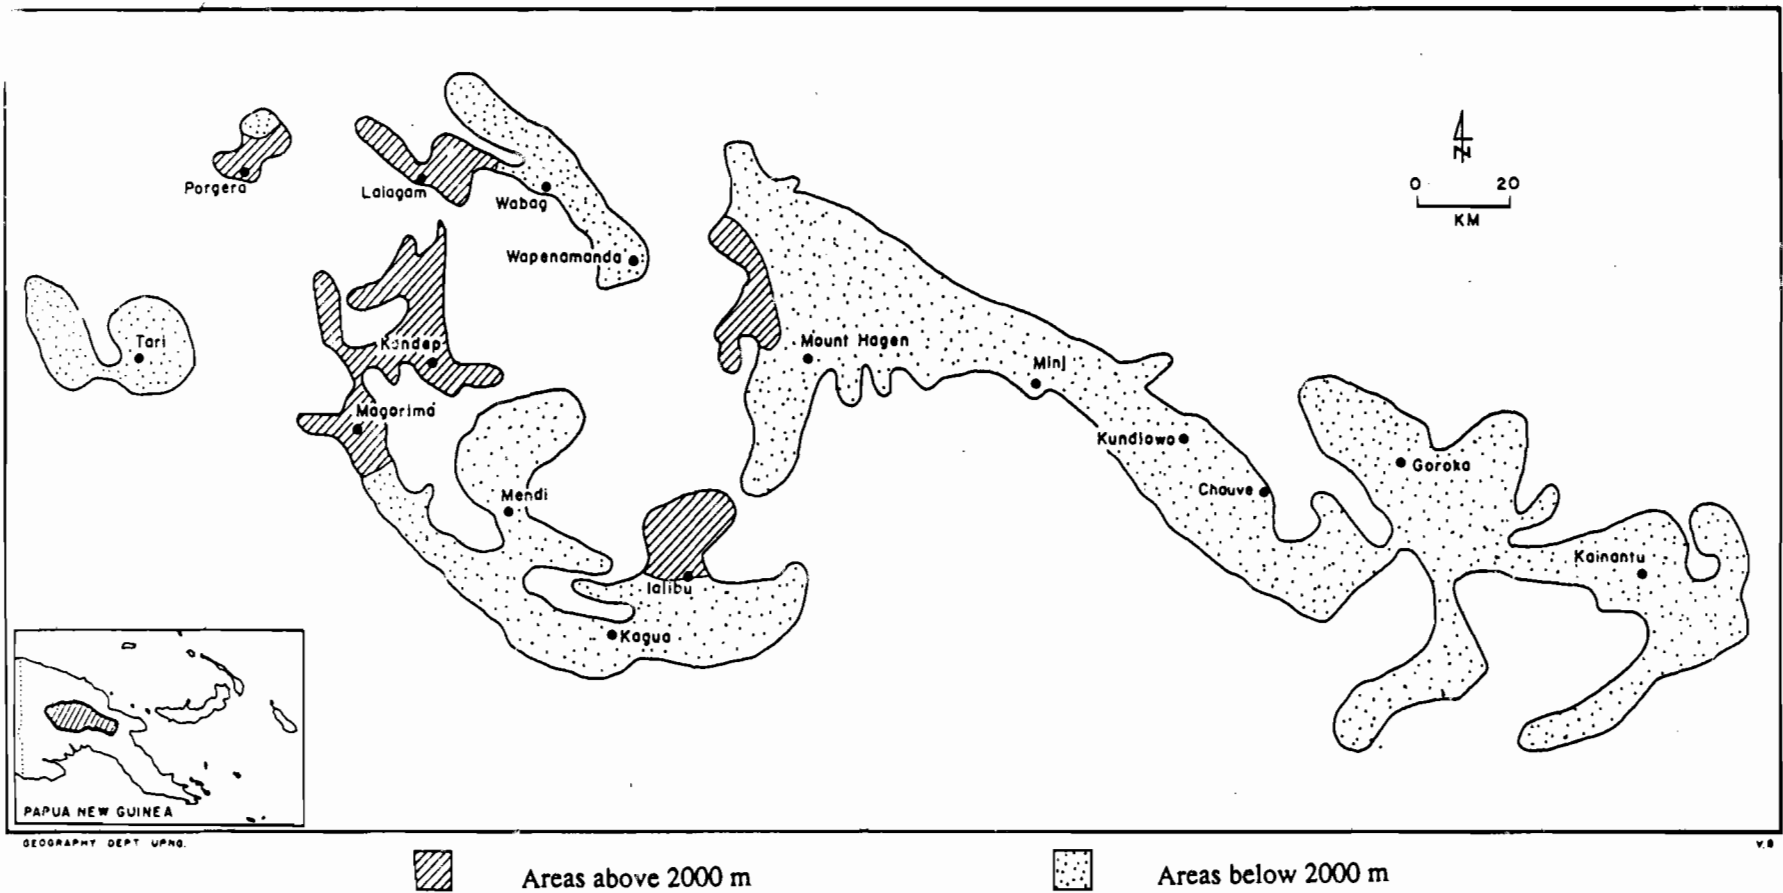 N
0 20
KM
Porgera
Laiagam
Wabag
Wapenamanda
Tari
Kandep
Mount Hagen
Minj
Magarima
Kundiawa
Goroka
Mendi
Chauve
Kainantu
Ialibu
Kagua
PAPUA NEW GUINEA
GEOGRAPHY DEPT UPNG.
Areas above 2000 m
Areas below 2000 m